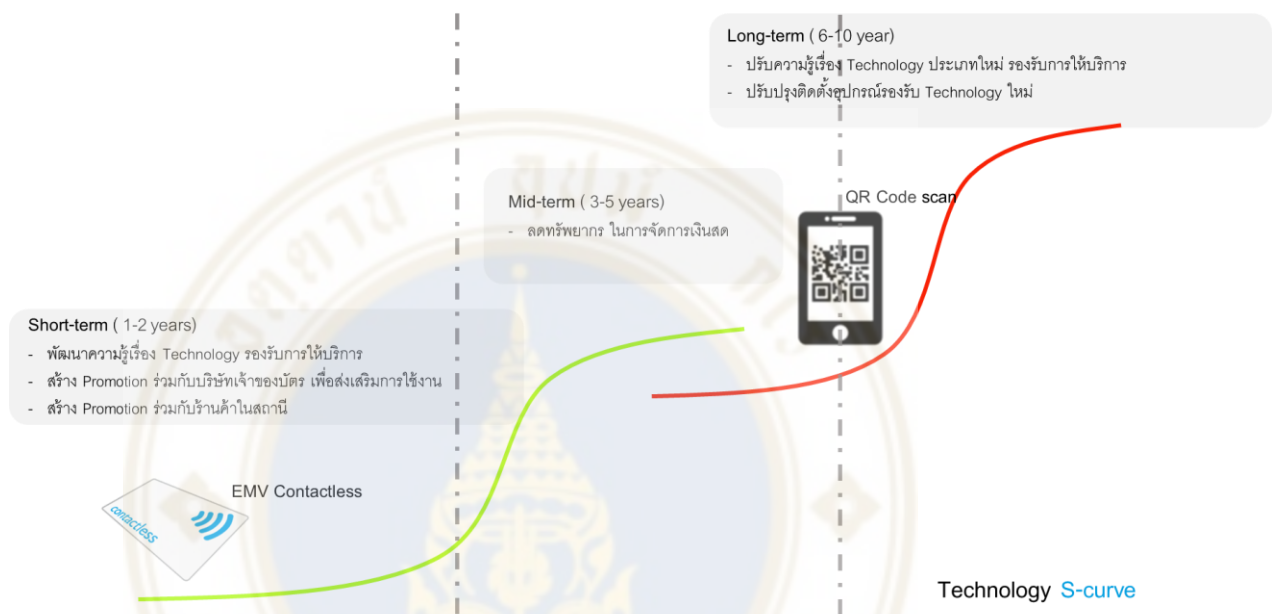 Long-term ( 6-10 year)
- ปรับความรู้เรื่อง Technology ประเภทใหม่ รองรับการให้บริการ
- ปรับปรุงติดตั้งอุปกรณ์รองรับ Technology ใหม่
Mid-term ( 3-5 years)
- ลดทรัพยากร ในการจัดการเงินสด
QR Code scan
Short-term ( 1-2 years)
- พัฒนาความรู้เรื่อง Technology รองรับการให้บริการ
- สร้าง Promotion ร่วมกับบริษัทเจ้าของบัตร เพื่อส่งเสริมการใช้งาน
- สร้าง Promotion ร่วมกับร้านค้าในสถานี
EMV Contactless
contactless
Technology S-curve